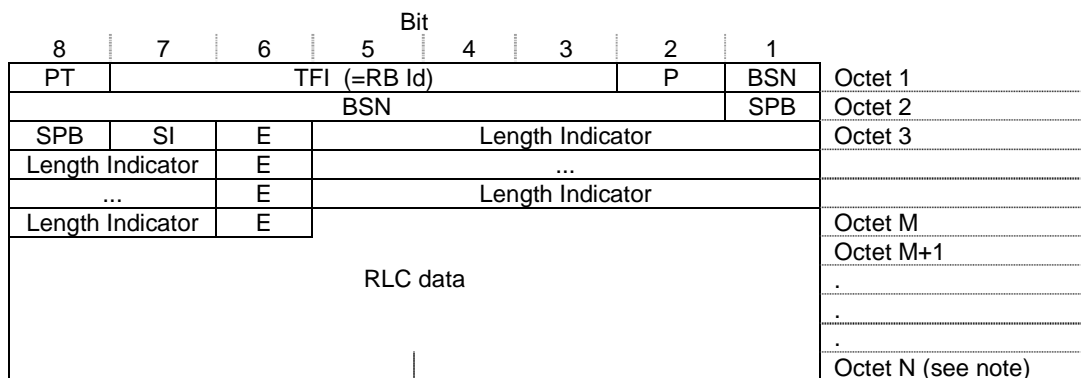 Bit
8 7 6 5 4 3 2 1
PT TFI (=RB Id) P BSN Octet 1
BSN SPB Octet 2
SPB SI E Length Indicator Octet 3
Length Indicator E ...
... E Length Indicator
Length Indicator E Octet M
Octet M+1
RLC data .
.
.
Octet N (see note)